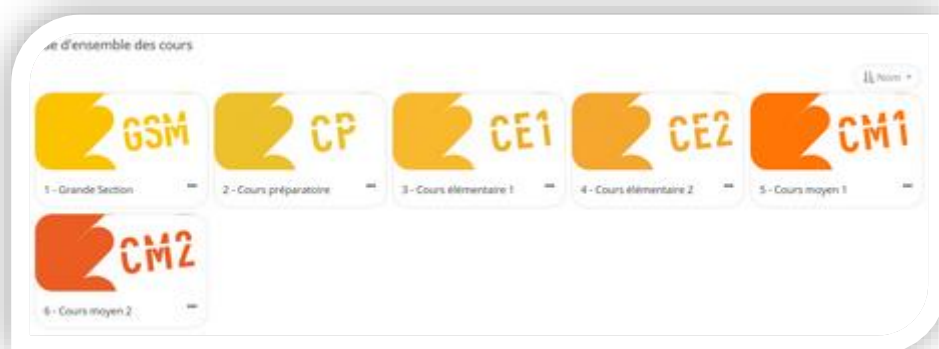 d'ensemble des cours
Nom
GSM
CP
CE1
CE2
CM1
1 - Grande Section
2 - Cours préparatoire
3 - Cours élémentaire 1
4 - Cours élémentaire 2
5 - Cours moyen 1
CM2
6 - Cours moyen 2